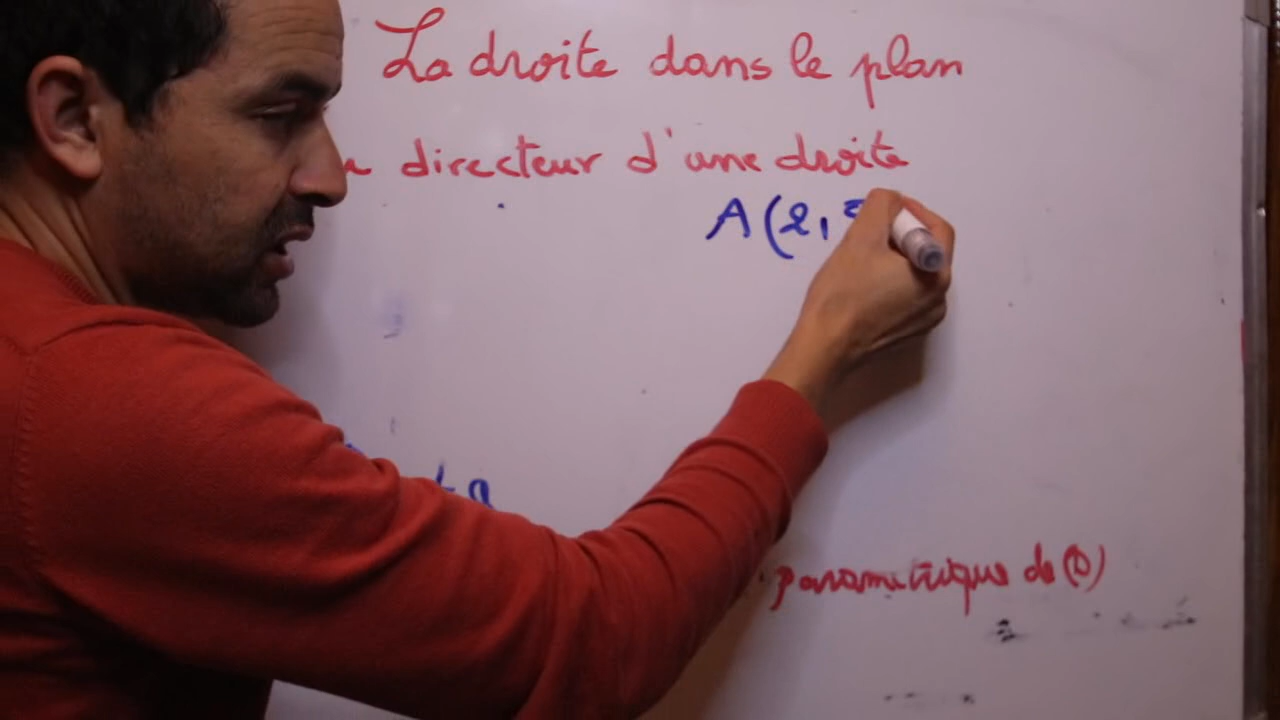 La droite dans le plan
directeur d'une droite
A(2,
+ a
paramétrique de (D)